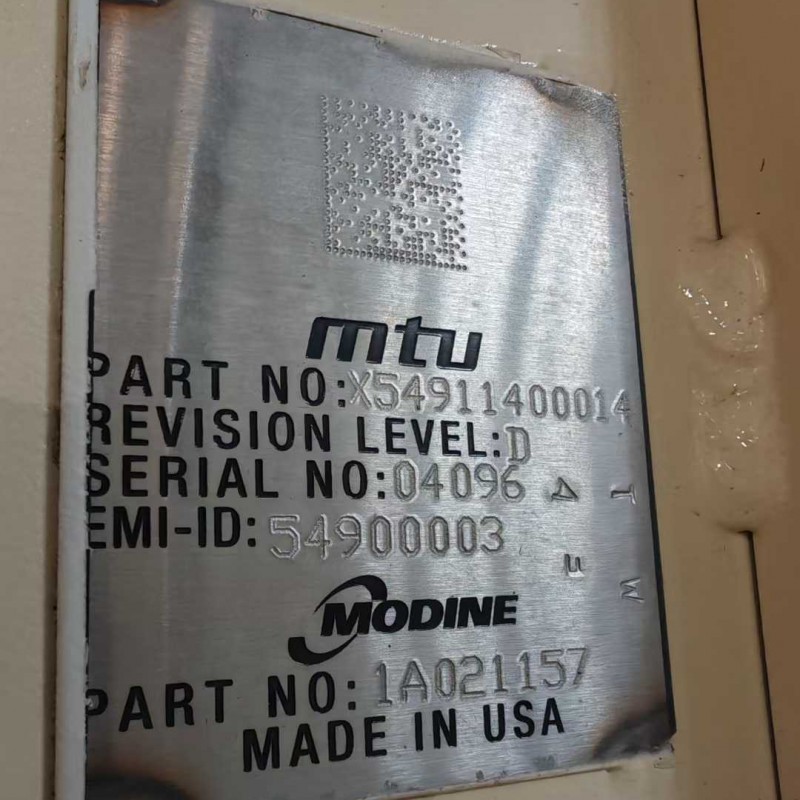 mtu
PART NO:X54911400014
REVISION LEVEL:D
SERIAL NO:04096
EMI-ID:54900003
MODINE
PART NO:1A021157
MADE IN USA